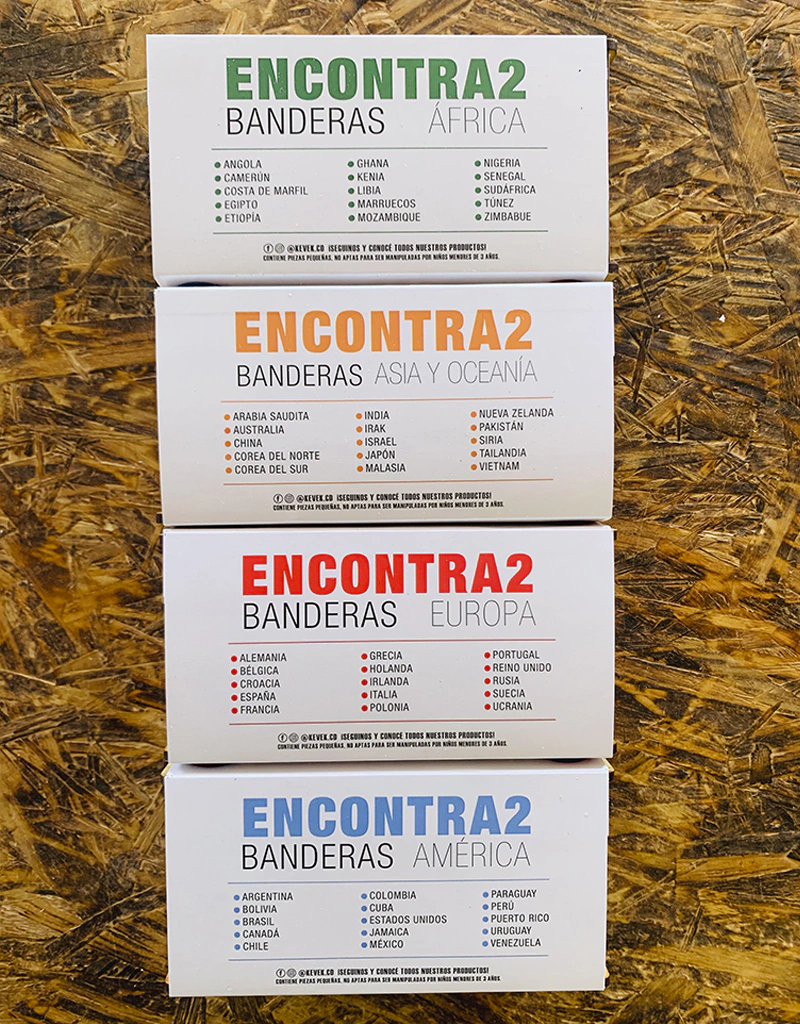 ENCONTRA2
BANDERAS ÁFRICA
ANGOLA
CAMERÚN
COSTA DE MARFIL
EGIPTO
ETIOPÍA
GHANA
KENIA
LIBIA
MARRUECOS
MOZAMBIQUE
NIGERIA
SENEGAL
SUDÁFRICA
TÚNEZ
ZIMBABUE
@KEVEK.CO ¡SEGUINOS Y CONOCÉ TODOS NUESTROS PRODUCTOS!
CONTIENE PIEZAS PEQUEÑAS, NO APTAS PARA SER MANIPULADAS POR NIÑOS MENORES DE 3 AÑOS.
ENCONTRA2
BANDERAS ASIA Y OCEANÍA
ARABIA SAUDITA
AUSTRALIA
CHINA
COREA DEL NORTE
COREA DEL SUR
INDIA
IRAK
ISRAEL
JAPÓN
MALASIA
NUEVA ZELANDA
PAKISTÁN
SIRIA
TAILANDIA
VIETNAM
@KEVEK.CO ¡SEGUINOS Y CONOCÉ TODOS NUESTROS PRODUCTOS!
CONTIENE PIEZAS PEQUEÑAS, NO APTAS PARA SER MANIPULADAS POR NIÑOS MENORES DE 3 AÑOS.
ENCONTRA2
BANDERAS EUROPA
ALEMANIA
BÉLGICA
CROACIA
ESPAÑA
FRANCIA
GRECIA
HOLANDA
IRLANDA
ITALIA
POLONIA
PORTUGAL
REINO UNIDO
RUSIA
SUECIA
UCRANIA
@KEVEK.CO ¡SEGUINOS Y CONOCÉ TODOS NUESTROS PRODUCTOS!
CONTIENE PIEZAS PEQUEÑAS, NO APTAS PARA SER MANIPULADAS POR NIÑOS MENORES DE 3 AÑOS.
ENCONTRA2
BANDERAS AMÉRICA
ARGENTINA
BOLIVIA
BRASIL
CANADÁ
CHILE
COLOMBIA
CUBA
ESTADOS UNIDOS
JAMAICA
MÉXICO
PARAGUAY
PERÚ
PUERTO RICO
URUGUAY
VENEZUELA
@KEVEK.CO ¡SEGUINOS Y CONOCÉ TODOS NUESTROS PRODUCTOS!
CONTIENE PIEZAS PEQUEÑAS, NO APTAS PARA SER MANIPULADAS POR NIÑOS MENORES DE 3 AÑOS.